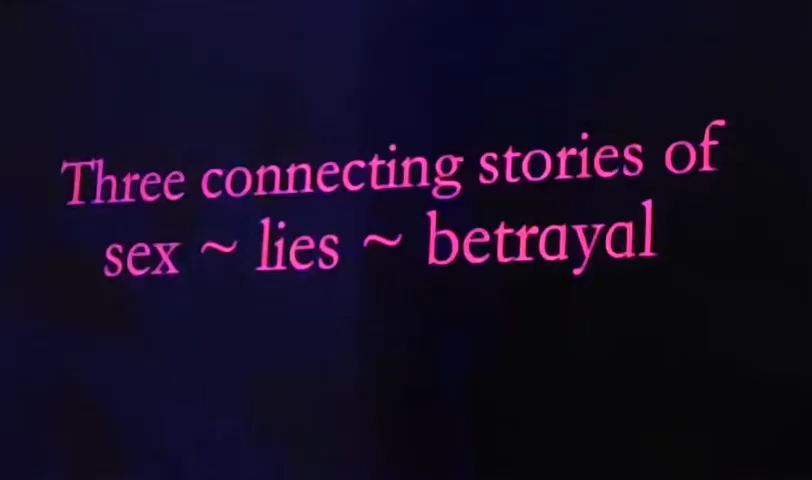 Three connecting stories of
sex ~ lies ~ betrayal